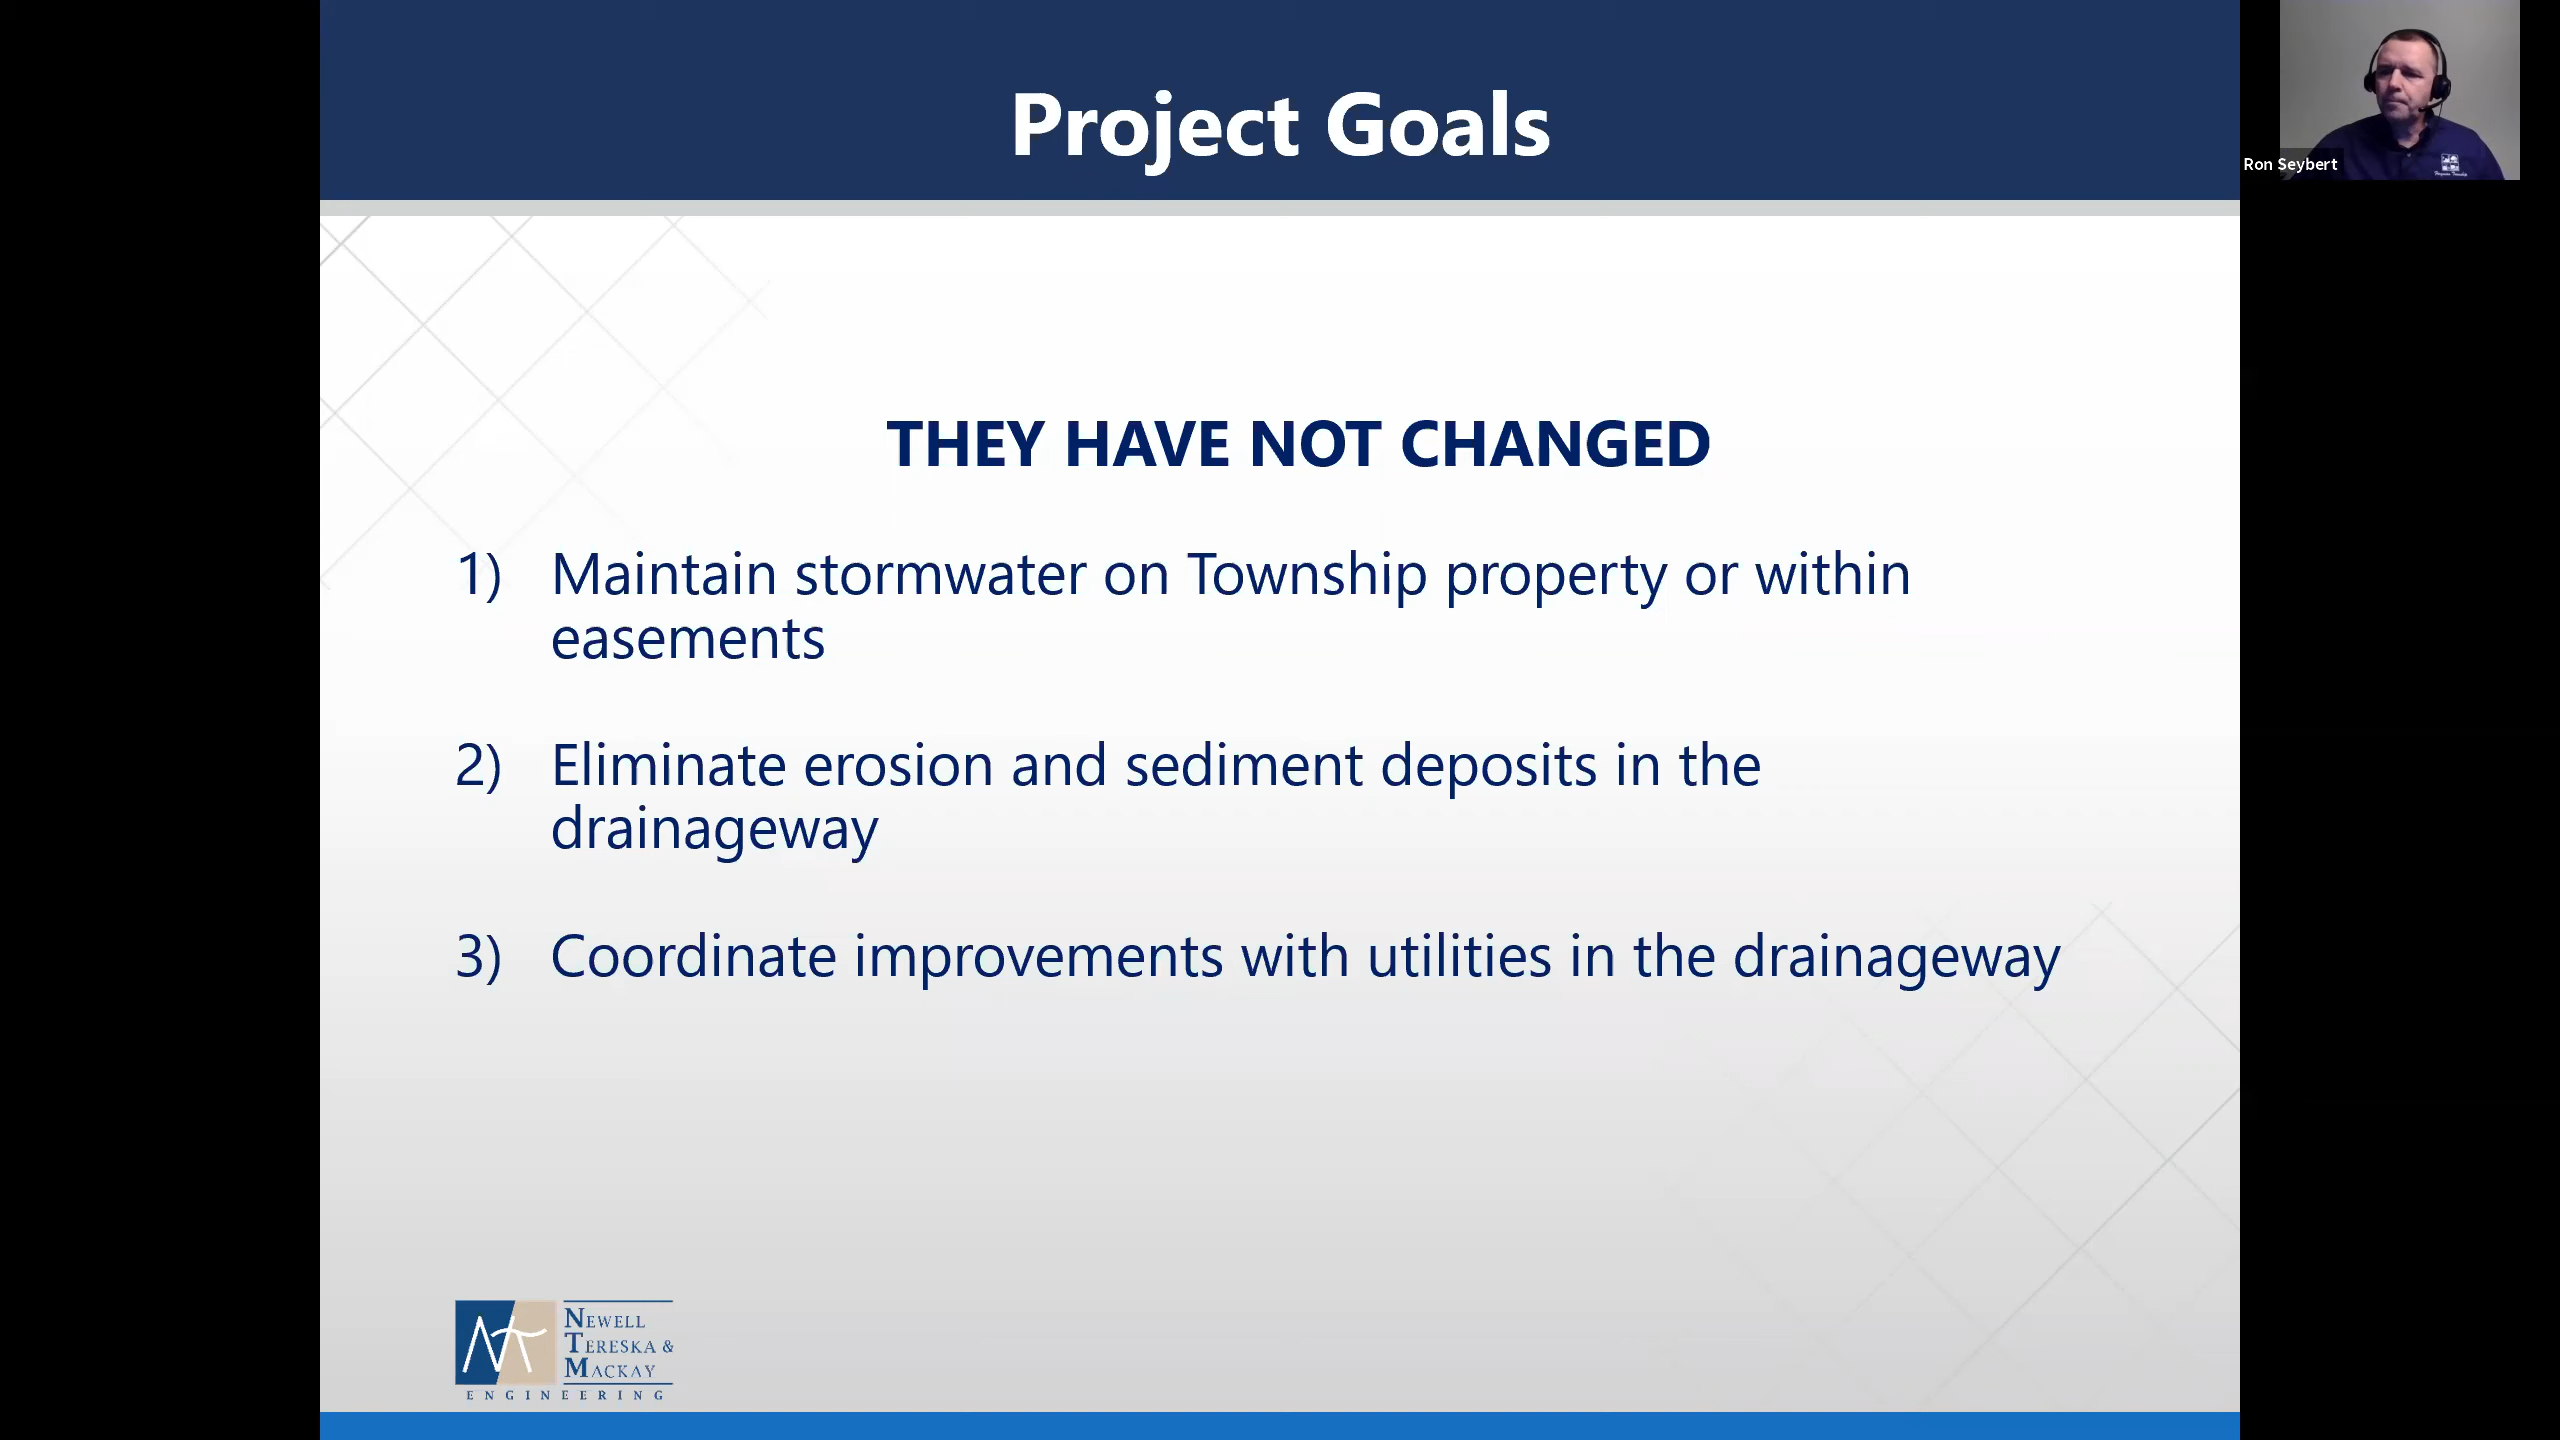 Project Goals
Ron Seybert
THEY HAVE NOT CHANGED
1) Maintain stormwater on Township property or within
easements
2) Eliminate erosion and sediment deposits in the
drainageway
3) Coordinate improvements with utilities in the drainageway
NEWELL
TERESKA &
MACKAY
ENGINEERING